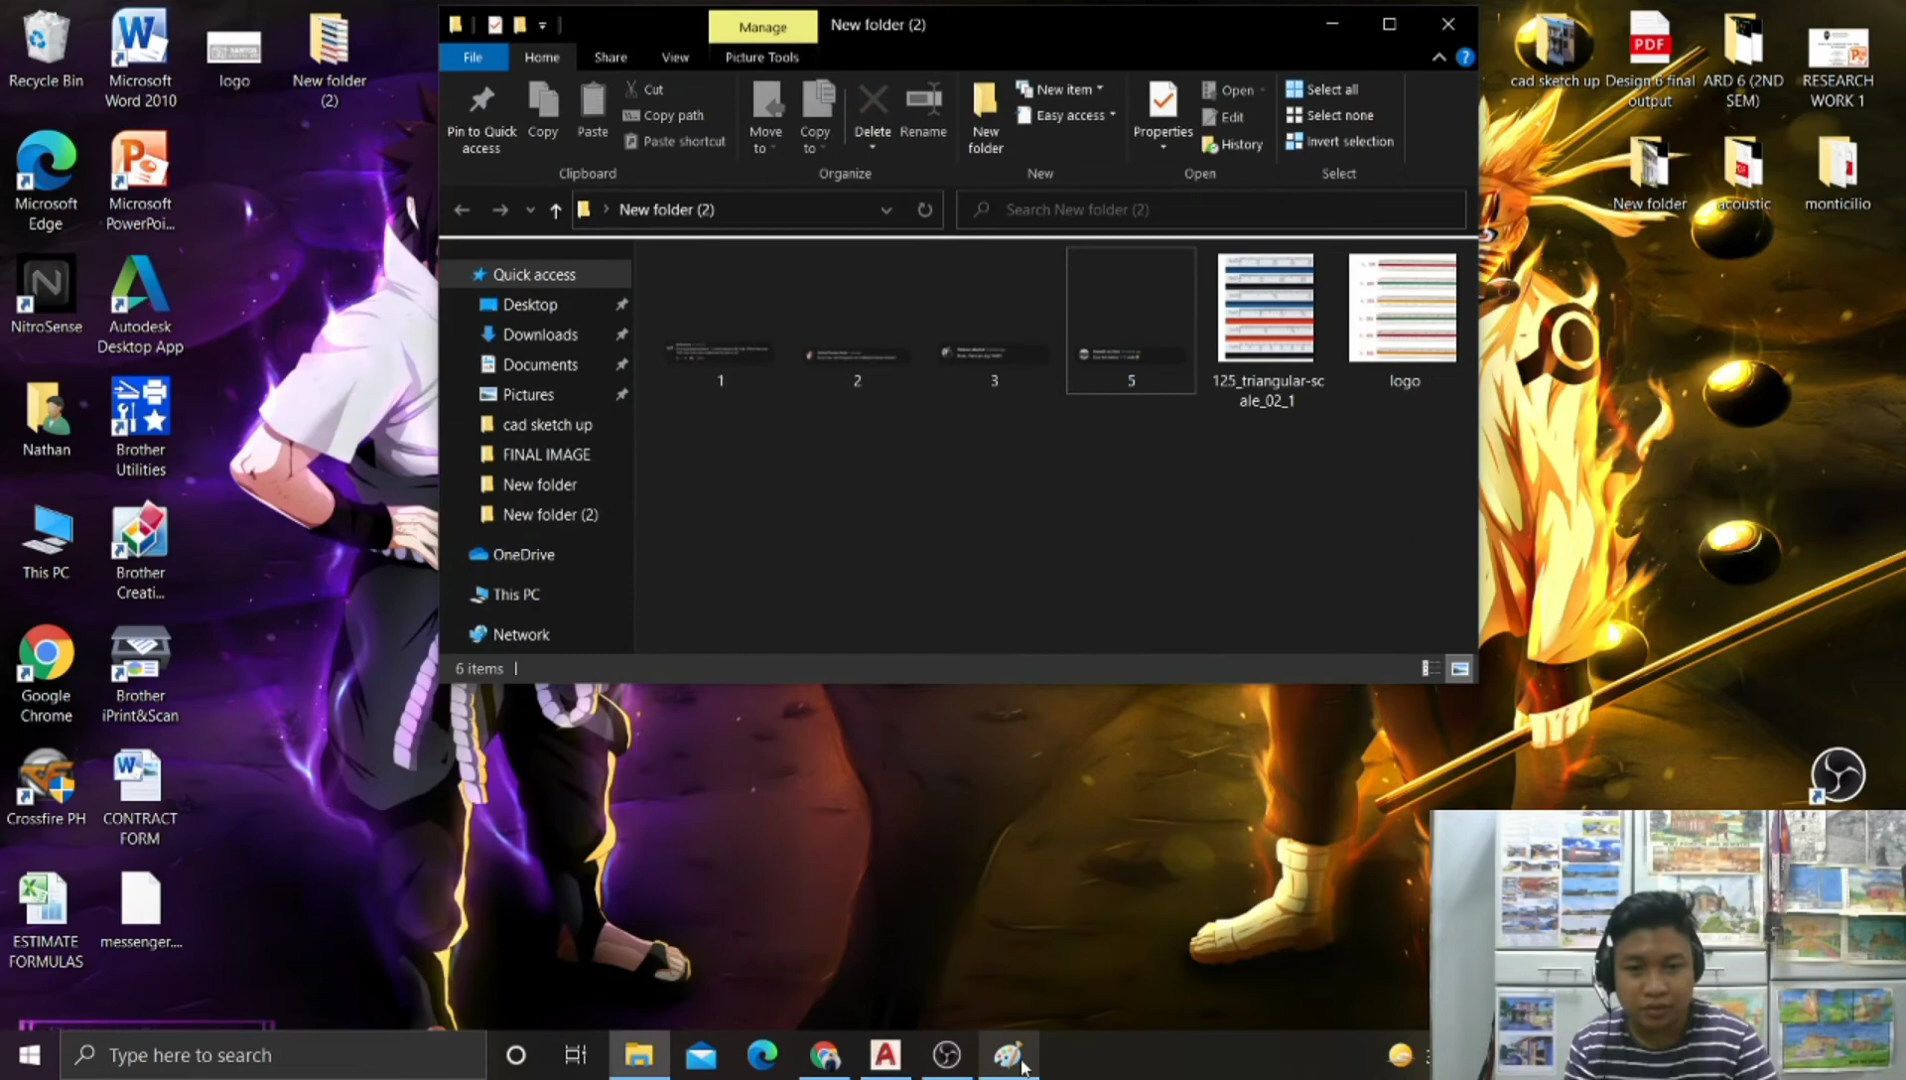 Manage
New folder (2)
File
Home
Share
View
Picture Tools
Pin to Quick access
Copy
Paste
Cut
Copy path
Paste shortcut
Move to
Copy to
Delete
Rename
New folder
New item
Easy access
Properties
Open
Edit
History
Select all
Select none
Invert selection
Clipboard
Organize
New
Open
Select
New folder (2)
Search New folder (2)
Quick access
Desktop
Downloads
Documents
Pictures
cad sketch up
FINAL IMAGE
New folder
New folder (2)
OneDrive
This PC
Network
1
2
3
5
125_triangular-sc
ale_02_1
logo
6 items
Recycle Bin
Microsoft
Word 2010
logo
New folder
(2)
Microsoft
Edge
Microsoft
PowerPoi...
NitroSense
Autodesk
Desktop App
Nathan
Brother
Utilities
This PC
Brother
Creati...
Google
Chrome
Brother
iPrint&Scan
Crossfire PH
CONTRACT
FORM
ESTIMATE
FORMULAS
messenger....
cad sketch up
PDF
Design 6 final
output
ARD 6 (2ND
SEM)
RESEARCH
WORK 1
New folder
acoustic
monticilio
Type here to search